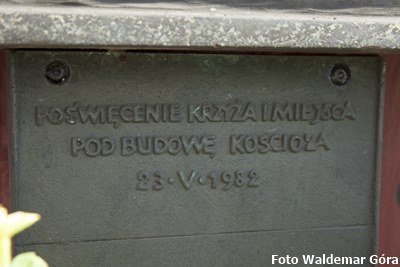 POŚWIĘCENIE KRZYŻA I MIEJSCA
POD BUDOWĘ KOŚCIOŁA
23·V·1982
Foto Waldemar Góra